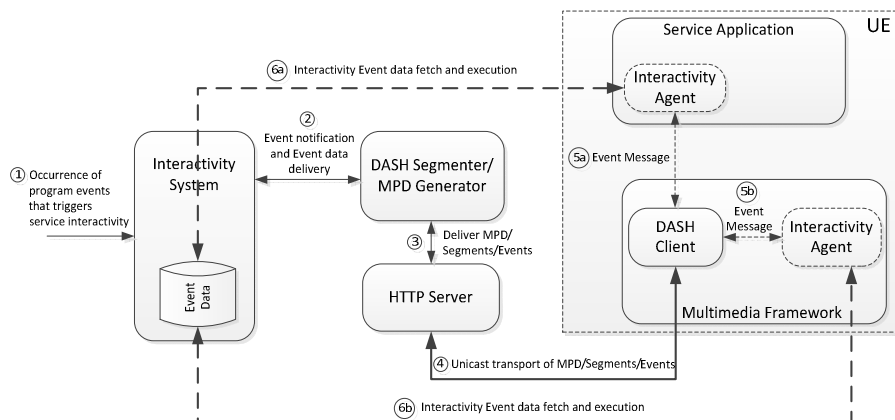 UE
Service Application
6a Interactivity Event data fetch and execution
Interactivity
Agent
2
Event notification
and Event data
delivery
1 Occurrence of
program events
that triggers
service interactivity
Interactivity
System
DASH Segmenter/
MPD Generator
5a Event Message
5b
Event
Message
3 Deliver MPD/
Segments/Events
DASH
Client
Interactivity
Agent
Event
Data
HTTP Server
Multimedia Framework
4 Unicast transport of MPD/Segments/Events
6b Interactivity Event data fetch and execution